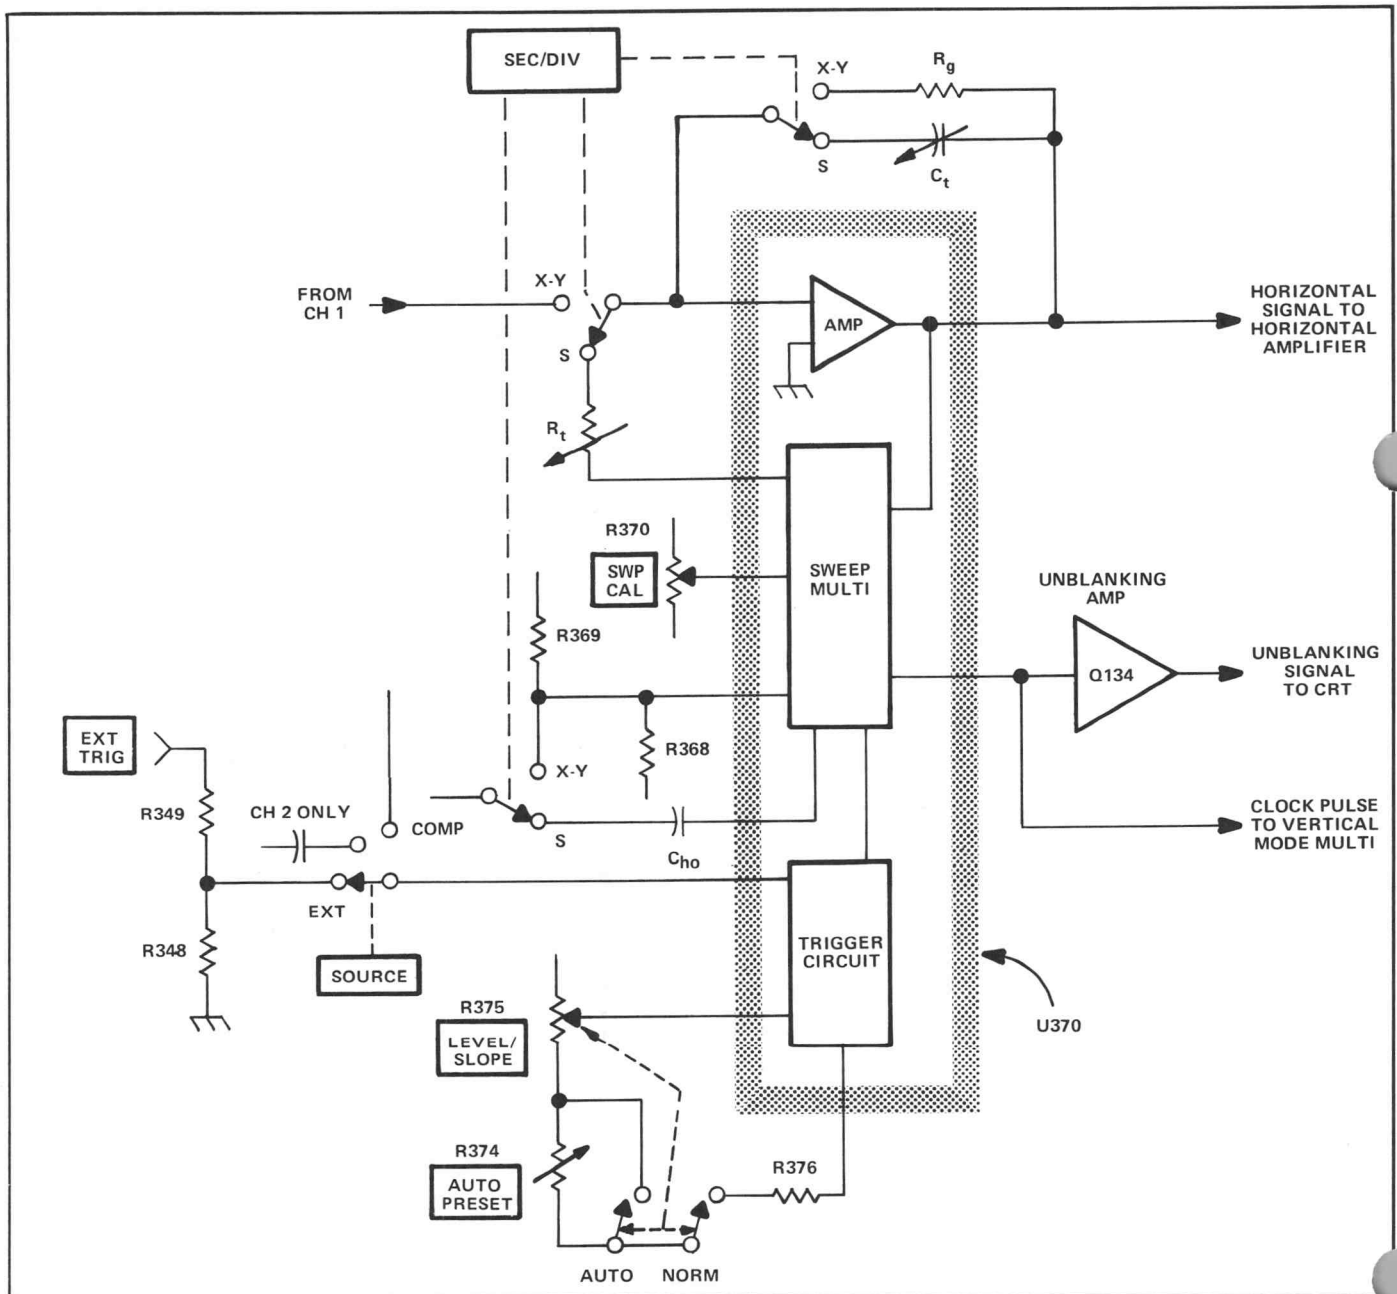 SEC/DIV
X-Y
Rg
S
Ct
FROM
CH 1
X-Y
S
AMP
HORIZONTAL
SIGNAL TO
HORIZONTAL
AMPLIFIER
Rt
R370
SWP
CAL
SWEEP
MULTI
UNBLANKING
AMP
Q134
UNBLANKING
SIGNAL
TO CRT
R369
R368
EXT
TRIG
X-Y
R349
CH 2 ONLY
COMP
S
Cho
CLOCK PULSE
TO VERTICAL
MODE MULTI
EXT
R348
SOURCE
TRIGGER
CIRCUIT
R375
LEVEL/
SLOPE
U370
R374
AUTO
PRESET
R376
AUTO
NORM